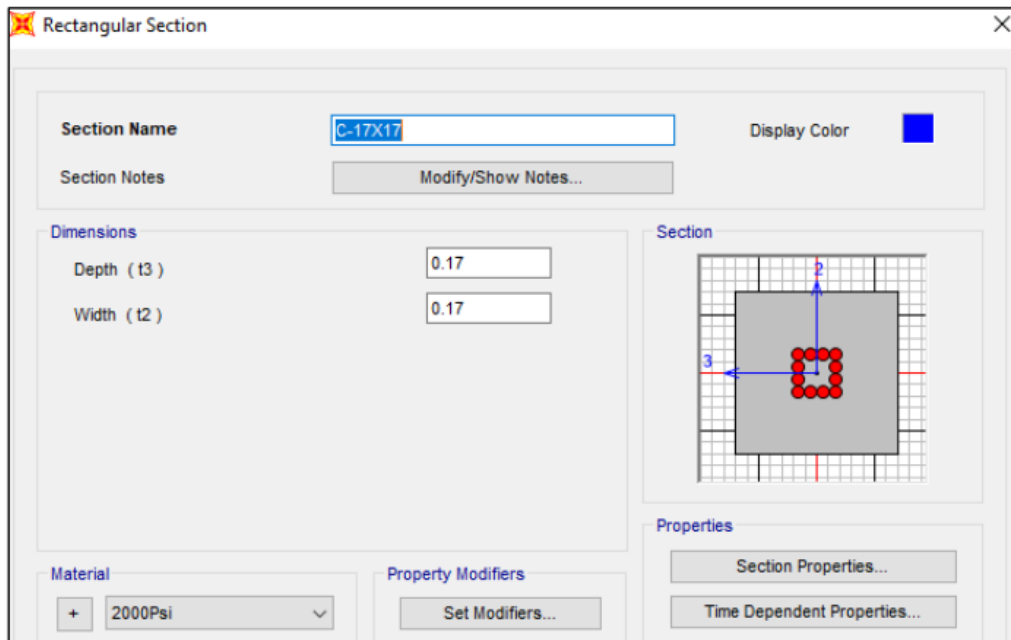 Rectangular Section
Section Name
C-17X17
Display Color
Section Notes
Modify/Show Notes...
Dimensions
Depth ( t3 )
0.17
Width ( t2 )
0.17
Section
2
3
Properties
Section Properties...
Time Dependent Properties...
Material
+
2000Psi
Property Modifiers
Set Modifiers...